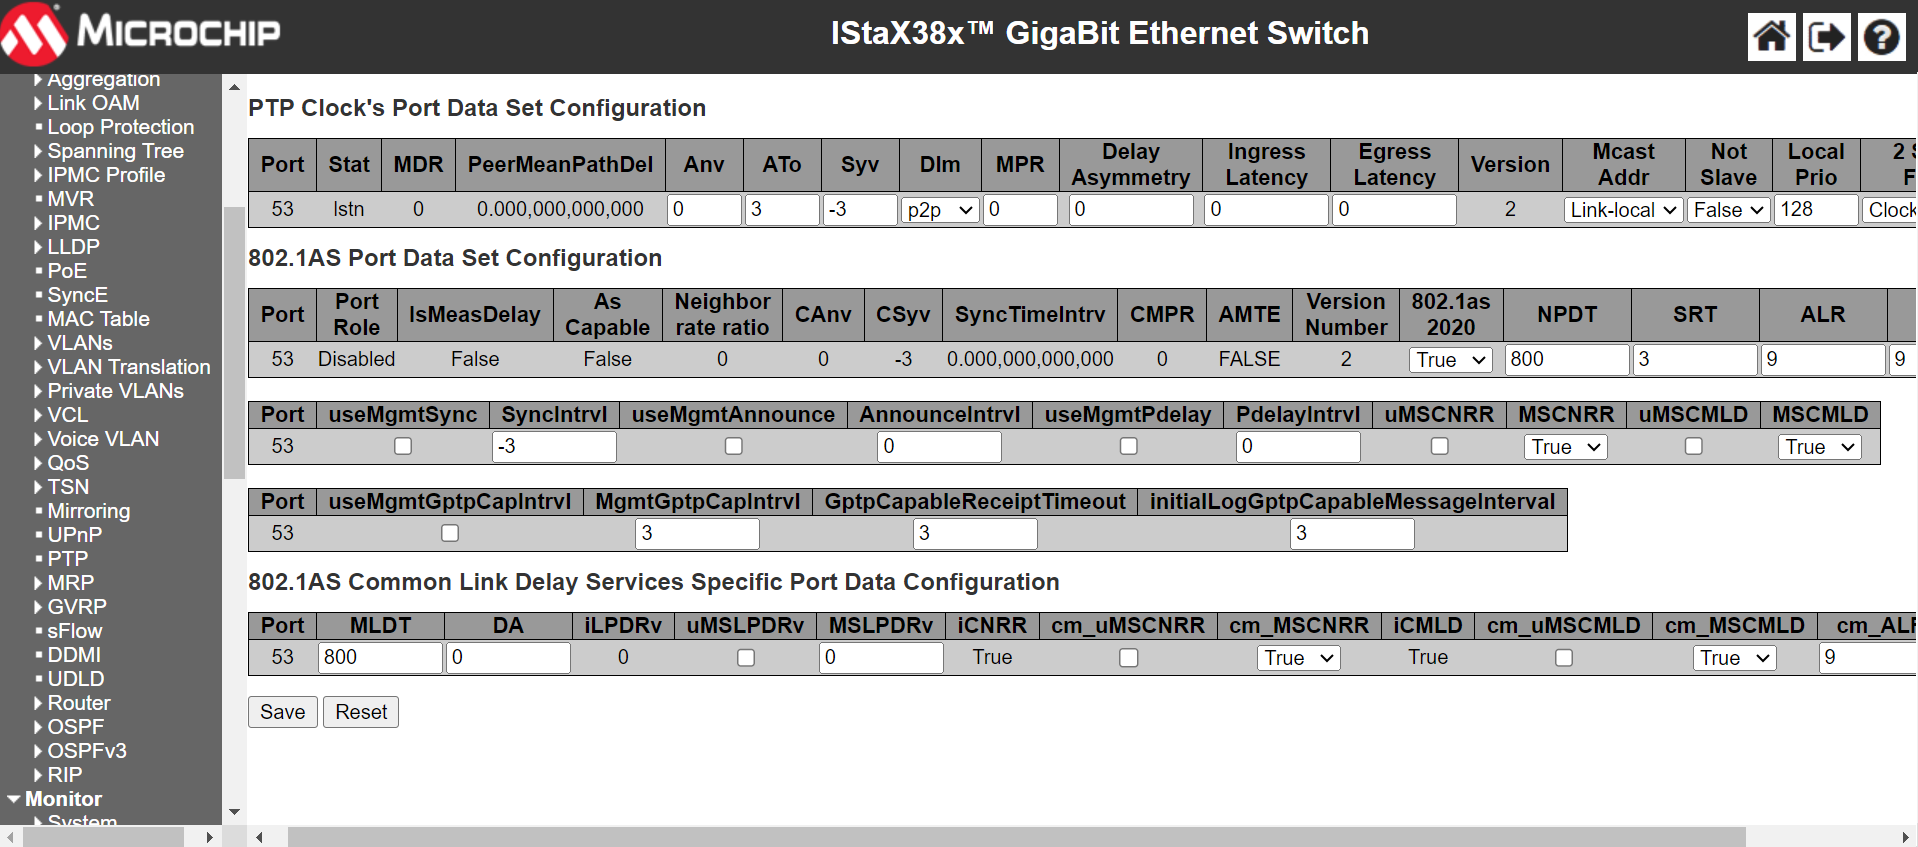 MICROCHIP
IStaX38x™ GigaBit Ethernet Switch
Aggregation
Link OAM
Loop Protection
Spanning Tree
IPMC Profile
MVR
IPMC
LLDP
PoE
SyncE
MAC Table
VLANs
VLAN Translation
Private VLANs
VCL
Voice VLAN
QoS
TSN
Mirroring
UPnP
PTP
MRP
GVRP
sFlow
DDMI
UDLD
Router
OSPF
OSPFv3
RIP
Monitor
System
PTP Clock's Port Data Set Configuration
Port Stat MDR PeerMeanPathDel Anv ATo Syv Dlm MPR Delay Asymmetry Ingress Latency Egress Latency Version Mcast Addr Not Slave Local Prio 2
53 lstn 0 0.000,000,000,000 0 3 -3 p2p 0 0 0 0 2 Link-local False 128 Clock
802.1AS Port Data Set Configuration
Port Port Role IsMeasDelay As Capable Neighbor rate ratio CAnv CSyv SyncTimeIntrv CMPR AMTE Version Number 802.1as 2020 NPDT SRT ALR
53 Disabled False False 0 0 -3 0.000,000,000,000 0 FALSE 2 True 800 3 9 9
Port useMgmtSync SyncIntrvl useMgmtAnnounce AnnounceIntrvl useMgmtPdelay PdelayIntrvl uMSCNRR MSCNRR uMSCMLD MSCMLD
53 -3 0 0 True True
Port useMgmtGptpCapIntrvl MgmtGptpCapIntrvl GptpCapableReceiptTimeout initialLogGptpCapableMessageInterval
53 3 3 3
802.1AS Common Link Delay Services Specific Port Data Configuration
Port MLDT DA iLPDRv uMSLPDRv MSLPDRv iCNRR cm_uMSCNRR cm_MSCNRR iCMLD cm_uMSCMLD cm_MSCMLD cm_AL
53 800 0 0 0 True True True True 9
Save Reset